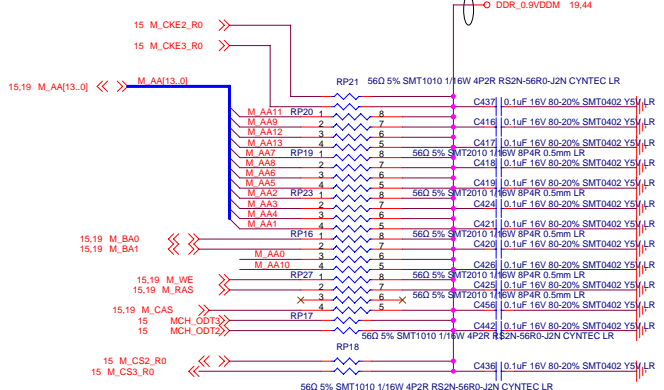 DDR_0.9VDDM 19,44
15 M_CKE2_R0
15 M_CKE3_R0
15,19 M_AA[13..0] M_AA[13..0]
RP21 56Ω 5% SMT1010 1/16W 4P2R RS2N-56R0-J2N CYNTEC LR
C437 0.1uF 16V 80-20% SMT0402 Y5V LR
M_AA11 RP20 1 8
M_AA9 2 7 C416 0.1uF 16V 80-20% SMT0402 Y5V LR
M_AA12 3 6
M_AA13 4 5 C417 0.1uF 16V 80-20% SMT0402 Y5V LR
M_AA7 RP19 1 8 56Ω 5% SMT2010 1/16W 8P4R 0.5mm LR
M_AA8 2 7 C418 0.1uF 16V 80-20% SMT0402 Y5V LR
M_AA6 3 6
M_AA5 4 5 C419 0.1uF 16V 80-20% SMT0402 Y5V LR
M_AA2 RP23 1 8 56Ω 5% SMT2010 1/16W 8P4R 0.5mm LR
M_AA3 2 7 C424 0.1uF 16V 80-20% SMT0402 Y5V LR
M_AA4 3 6
M_AA1 4 5 C421 0.1uF 16V 80-20% SMT0402 Y5V LR
15,19 M_BA0 RP16 1 8 56Ω 5% SMT2010 1/16W 8P4R 0.5mm LR
15,19 M_BA1 2 7 C420 0.1uF 16V 80-20% SMT0402 Y5V LR
M_AA0 3 6
M_AA10 4 5 C426 0.1uF 16V 80-20% SMT0402 Y5V LR
15,19 M_WE RP27 1 8 56Ω 5% SMT2010 1/16W 8P4R 0.5mm LR
15,19 M_RAS 2 7 C425 0.1uF 16V 80-20% SMT0402 Y5V LR
3 6 56Ω 5% SMT2010 1/16W 8P4R 0.5mm LR
15,19 M_CAS 4 5 C456 0.1uF 16V 80-20% SMT0402 Y5V LR
15 MCH_ODT3 RP17
15 MCH_ODT2 C442 0.1uF 16V 80-20% SMT0402 Y5V LR
56Ω 5% SMT1010 1/16W 4P2R RS2N-56R0-J2N CYNTEC LR
RP18
15 M_CS2_R0
15 M_CS3_R0 C436 0.1uF 16V 80-20% SMT0402 Y5V LR
56Ω 5% SMT1010 1/16W 4P2R RS2N-56R0-J2N CYNTEC LR